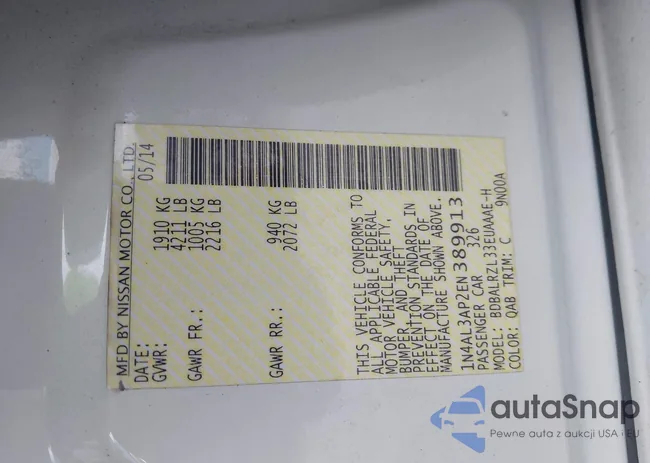 MFD BY NISSAN MOTOR CO., LTD.
DATE: 05/14
GVWR: 1910 KG
4211 LB
GAWR FR.: 1005 KG
2216 LB
GAWR RR.: 940 KG
2072 LB
THIS VEHICLE CONFORMS TO
ALL APPLICABLE FEDERAL
MOTOR VEHICLE SAFETY,
BUMPER, AND THEFT
PREVENTION STANDARDS IN
EFFECT ON THE DATE OF
MANUFACTURE SHOWN ABOVE.
1N4AL3AP2EN389913
PASSENGER CAR 326
MODEL: BDBALRZL33EUAAAE-H
COLOR: QAB TRIM: C 9N00A
autaSnap
Pewne auta z aukcji USA i EU